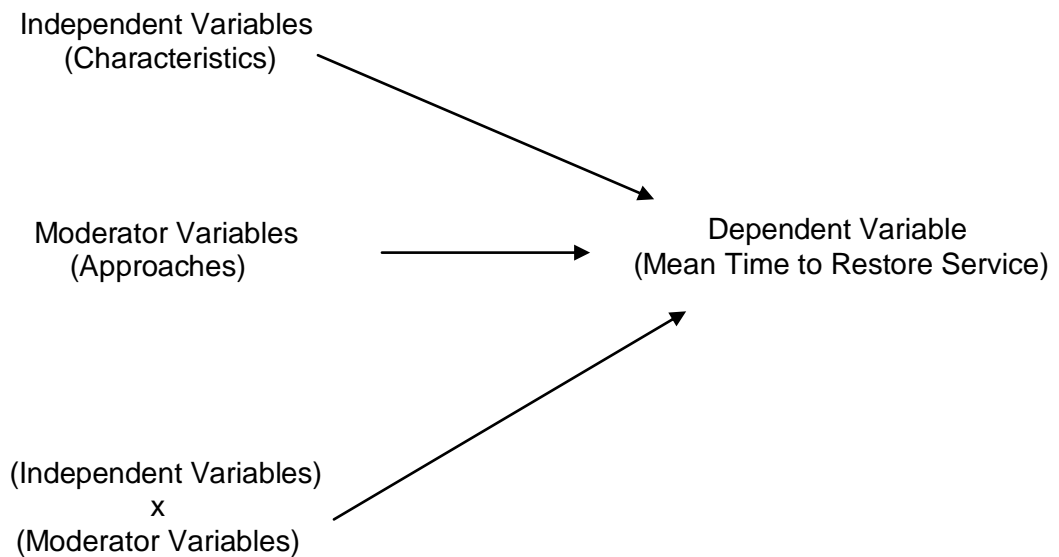 Independent Variables
(Characteristics)
Moderator Variables
(Approaches)
Dependent Variable
(Mean Time to Restore Service)
(Independent Variables)
x
(Moderator Variables)